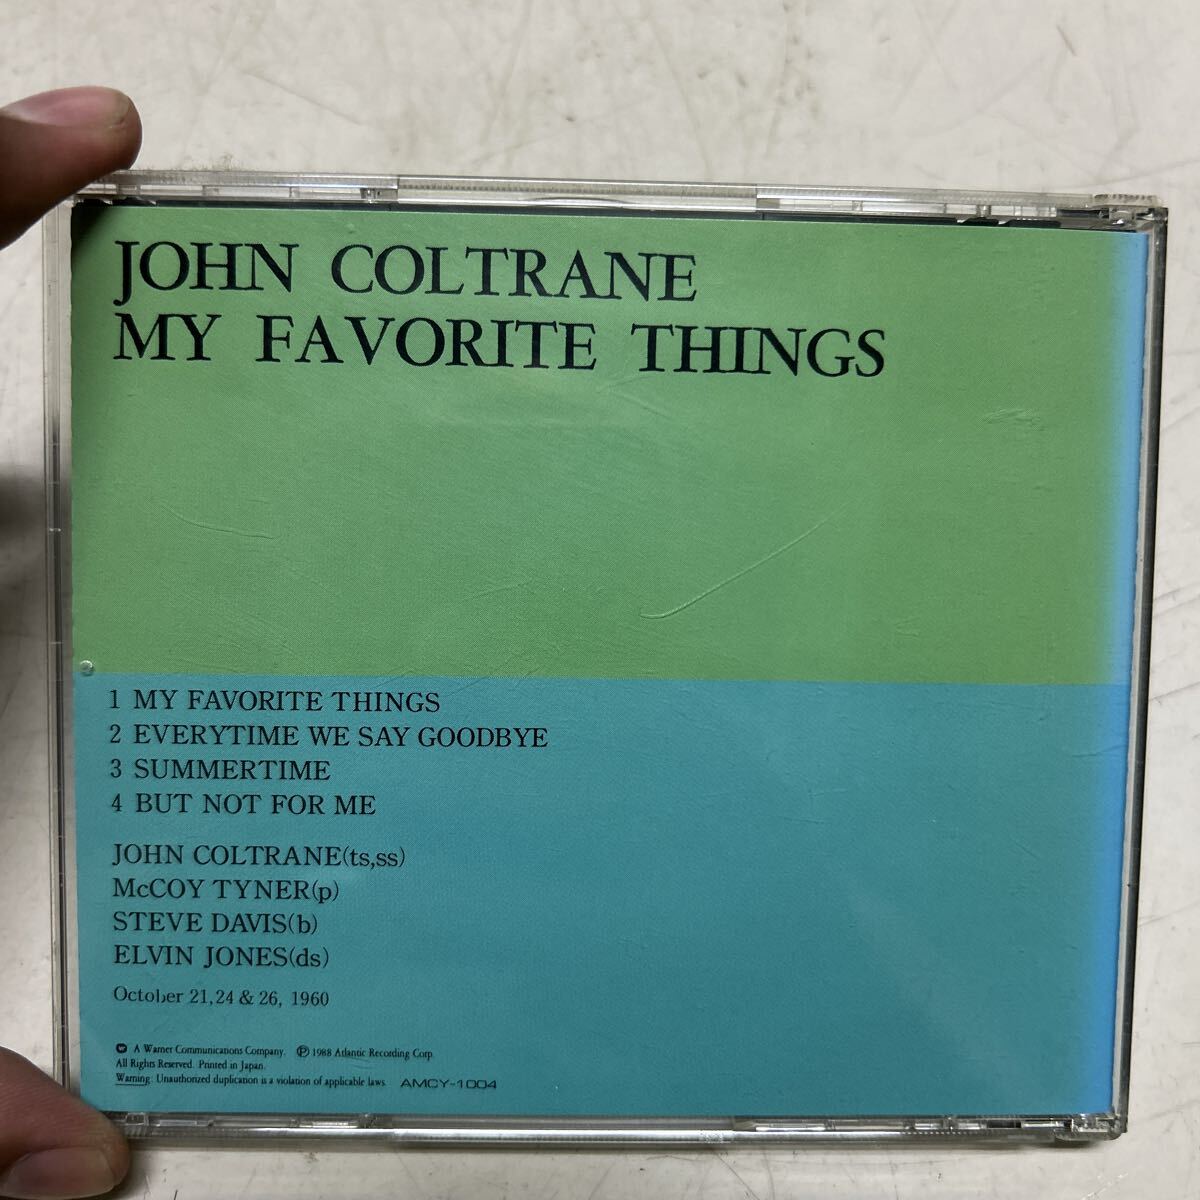 JOHN COLTRANE
MY FAVORITE THINGS
1 MY FAVORITE THINGS
2 EVERYTIME WE SAY GOODBYE
3 SUMMERTIME
4 BUT NOT FOR ME
JOHN COLTRANE(ts,ss)
McCOY TYNER(p)
STEVE DAVIS(b)
ELVIN JONES(ds)
October 21,24 & 26, 1960
A Warner Communications Company. Ⓟ 1988 Atlantic Recording Corp.
All Rights Reserved. Printed in Japan.
Warning: Unauthorized duplication is a violation of applicable laws. AMCY-1004